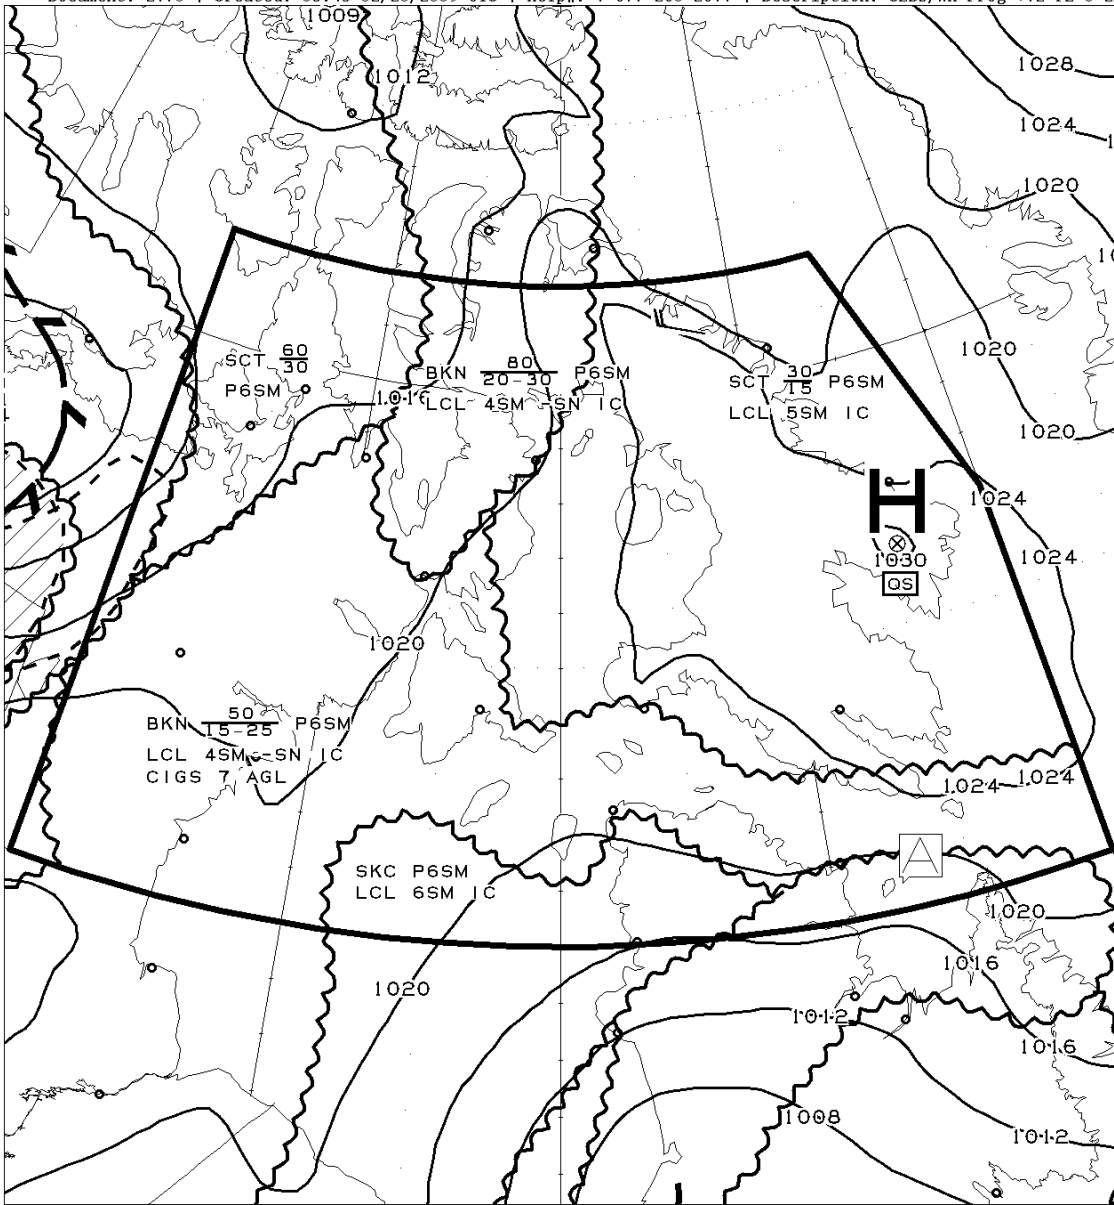 1009
1012
1028
1024
1020
1020
1020
1024
1024
SCT 60
30
P6SM
1016
BKN 80 P6SM
20-30
LCL 4SM -SN IC
SCT 30 P6SM
15
LCL 5SM IC
H
1030
QS
1020
BKN 50 P6SM
15-25
LCL 4SM -SN IC
CIGS 7 AGL
1024
1024
SKC P6SM
LCL 6SM IC
A
1020
1016
1020
1012
1016
1008
1012